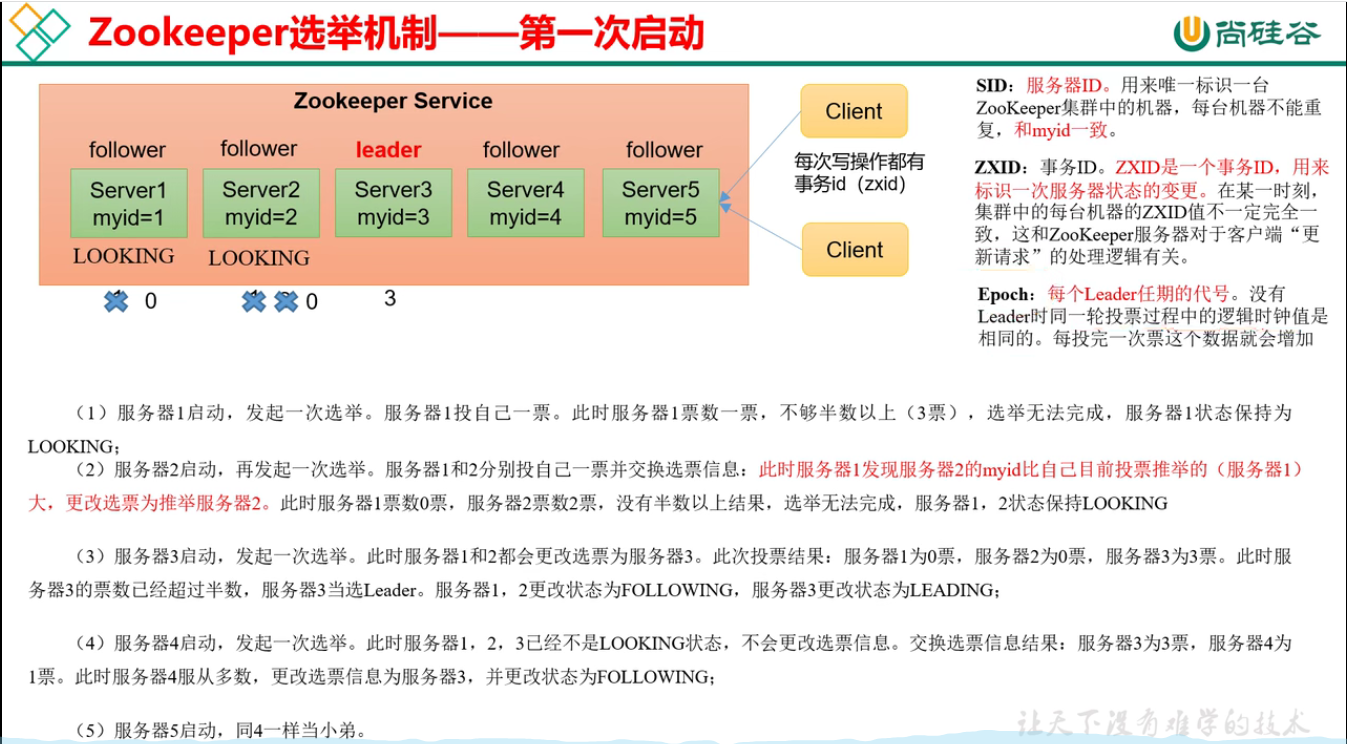 Zookeeper选举机制——第一次启动
尚硅谷
Zookeeper Service
follower
follower
leader
follower
follower
Server1
myid=1
Server2
myid=2
Server3
myid=3
Server4
myid=4
Server5
myid=5
LOOKING
LOOKING
0
0
3
Client
每次写操作都有
事务id（zxid）
Client
SID：服务器ID。用来唯一标识一台
ZooKeeper集群中的机器，每台机器不能重
复，和myid一致。
ZXID：事务ID。ZXID是一个事务ID，用来
标识一次服务器状态的变更。在某一时刻，
集群中的每台机器的ZXID值不一定完全一
致，这和ZooKeeper服务器对于客户端“更
新请求”的处理逻辑有关。
Epoch：每个Leader任期的代号。没有
Leader时同一轮投票过程中的逻辑时钟值是
相同的。每投完一次票这个数据就会增加
（1）服务器1启动，发起一次选举。服务器1投自己一票。此时服务器1票数一票，不够半数以上（3票），选举无法完成，服务器1状态保持为
LOOKING；
（2）服务器2启动，再发起一次选举。服务器1和2分别投自己一票并交换选票信息：此时服务器1发现服务器2的myid比自己目前投票推举的（服务器1）
大，更改选票为推举服务器2。此时服务器1票数0票，服务器2票数2票，没有半数以上结果，选举无法完成，服务器1，2状态保持LOOKING
（3）服务器3启动，发起一次选举。此时服务器1和2都会更改选票为服务器3。此次投票结果：服务器1为0票，服务器2为0票，服务器3为3票。此时服
务器3的票数已经超过半数，服务器3当选Leader。服务器1，2更改状态为FOLLOWING，服务器3更改状态为LEADING；
（4）服务器4启动，发起一次选举。此时服务器1，2，3已经不是LOOKING状态，不会更改选票信息。交换选票信息结果：服务器3为3票，服务器4为
1票。此时服务器4服从多数，更改选票信息为服务器3，并更改状态为FOLLOWING；
（5）服务器5启动，同4一样当小弟。
让天下没有难学的技术